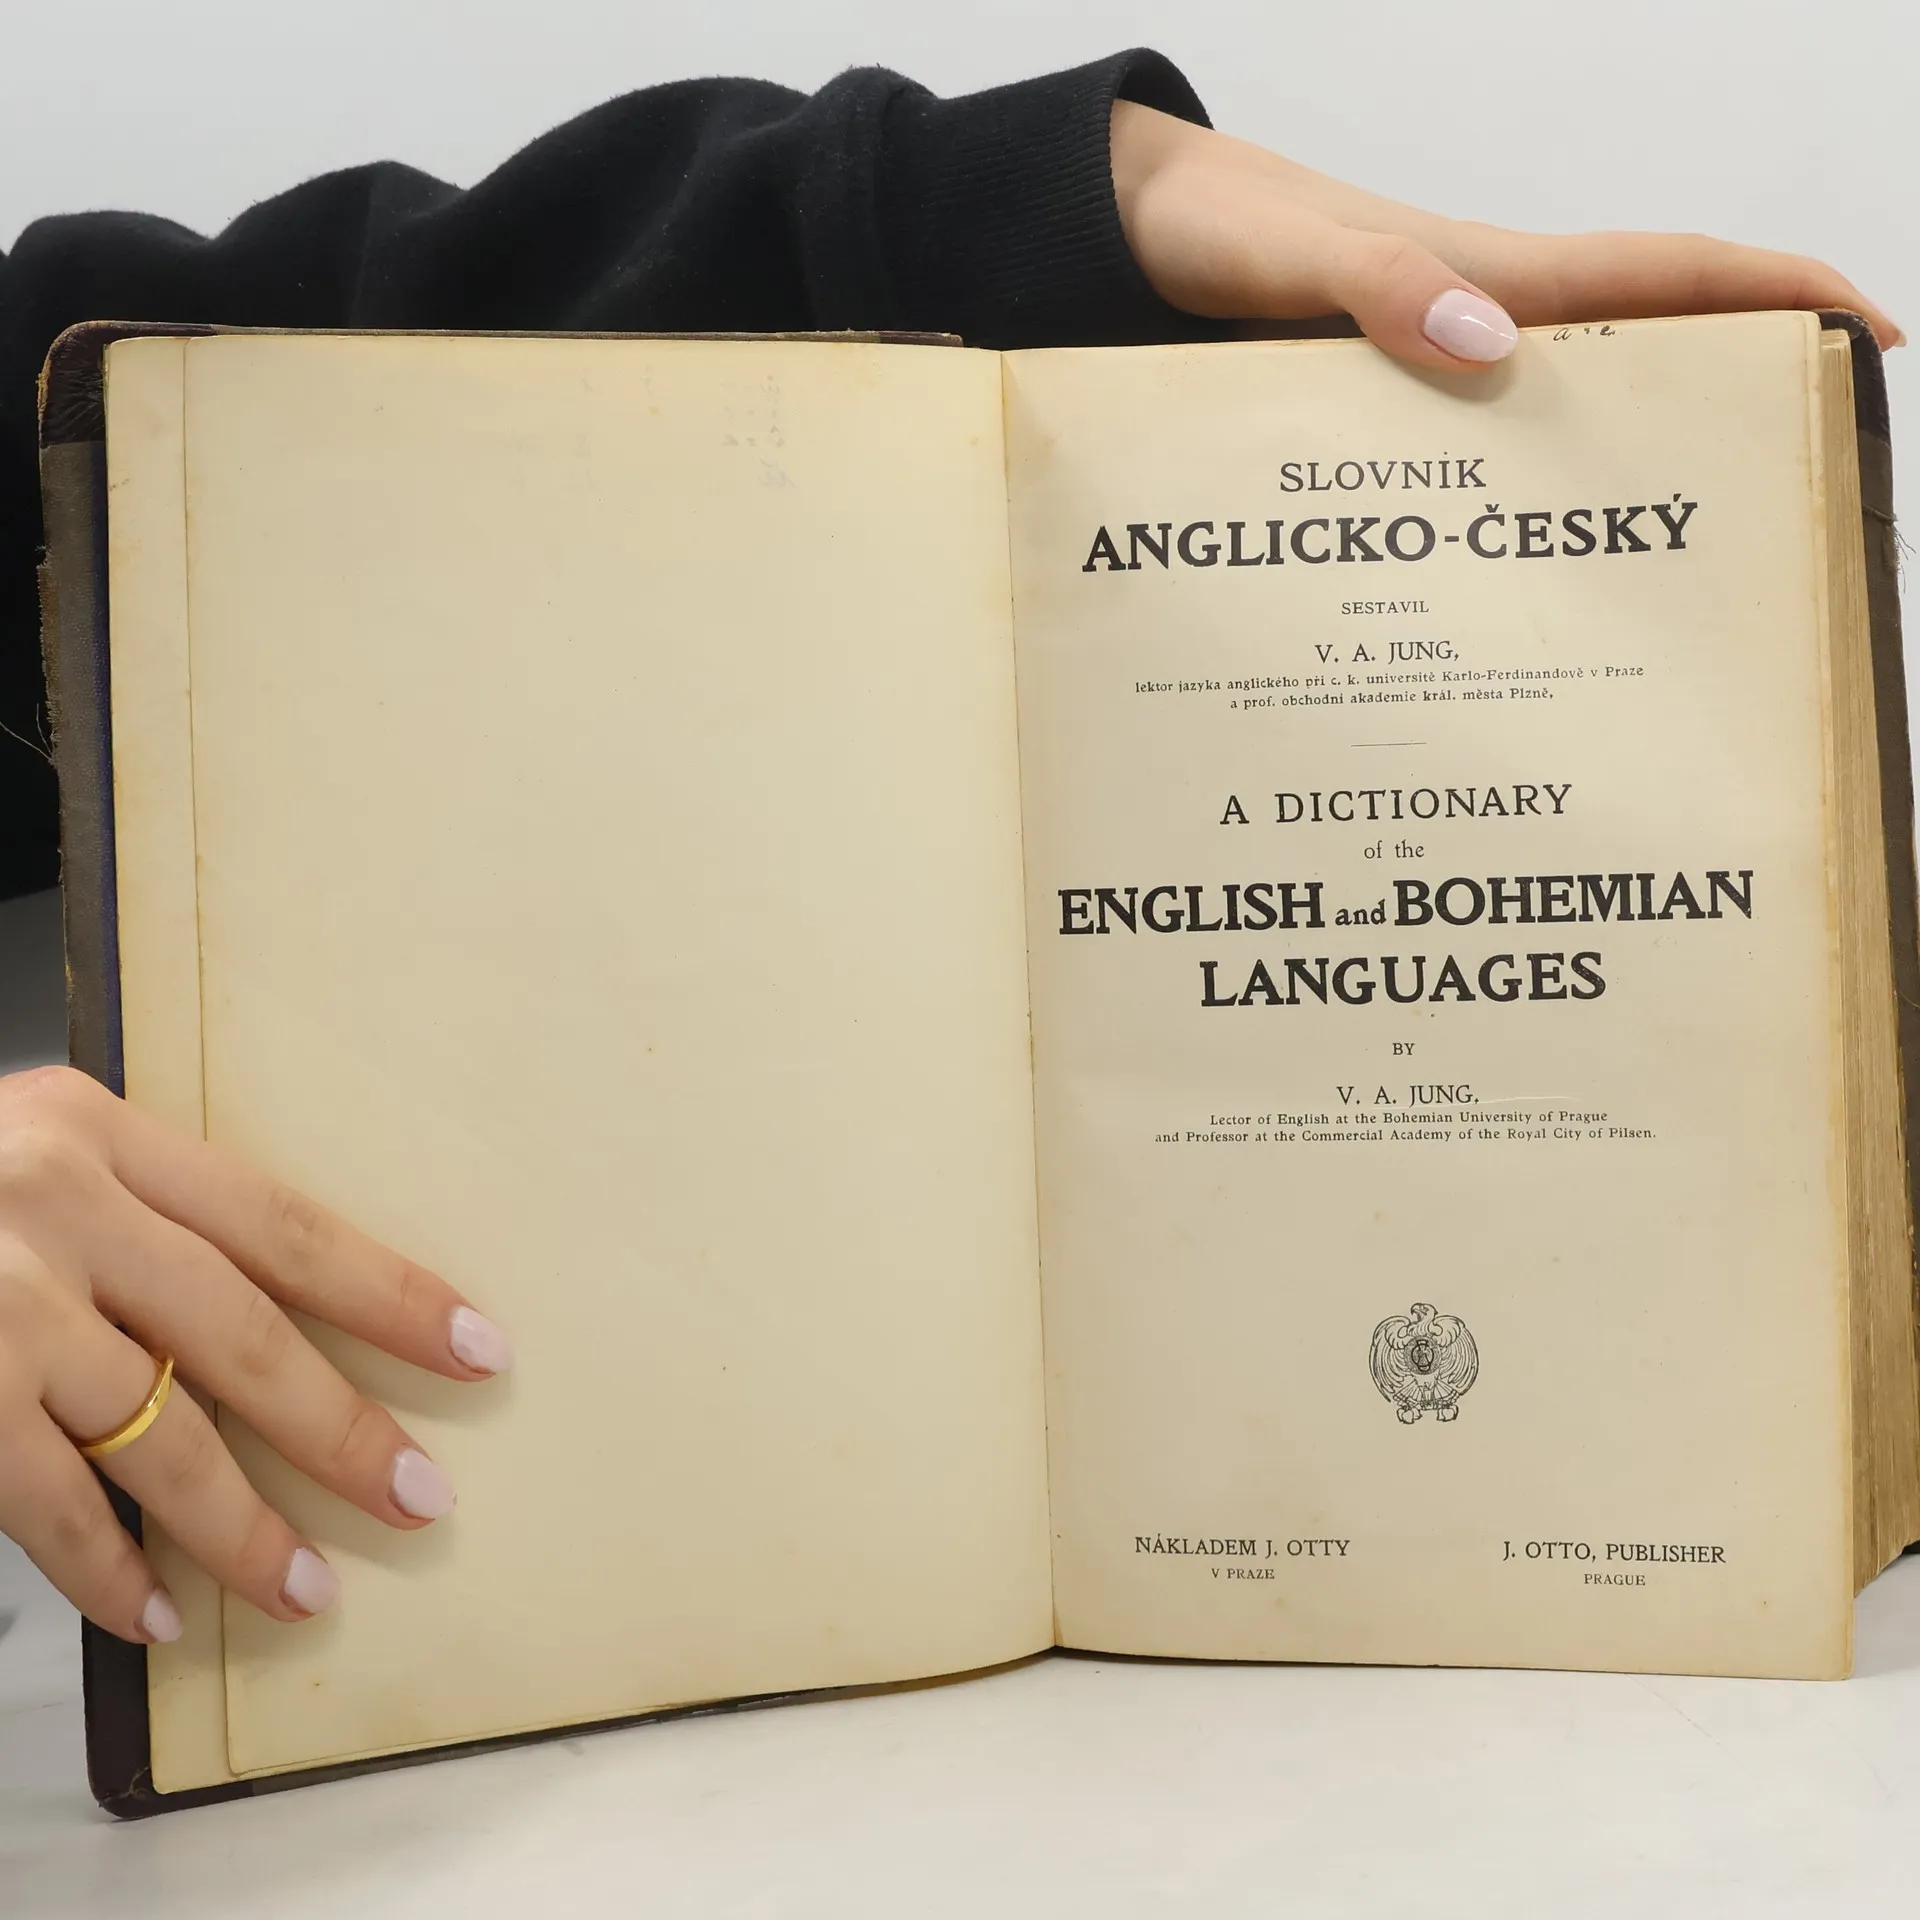 SLOVNÍK
ANGLICKO-ČESKÝ
SESTAVIL
V. A. JUNG,
lektor jazyka anglického při c. k. universitě Karlo-Ferdinandově v Praze
a prof. obchodní akademie král. města Plzně,
A DICTIONARY
of the
ENGLISH and BOHEMIAN
LANGUAGES
BY
V. A. JUNG,
Lector of English at the Bohemian University of Prague
and Professor at the Commercial Academy of the Royal City of Pilsen.
NÁKLADEM J. OTTY
V PRAZE
J. OTTO, PUBLISHER
PRAGUE